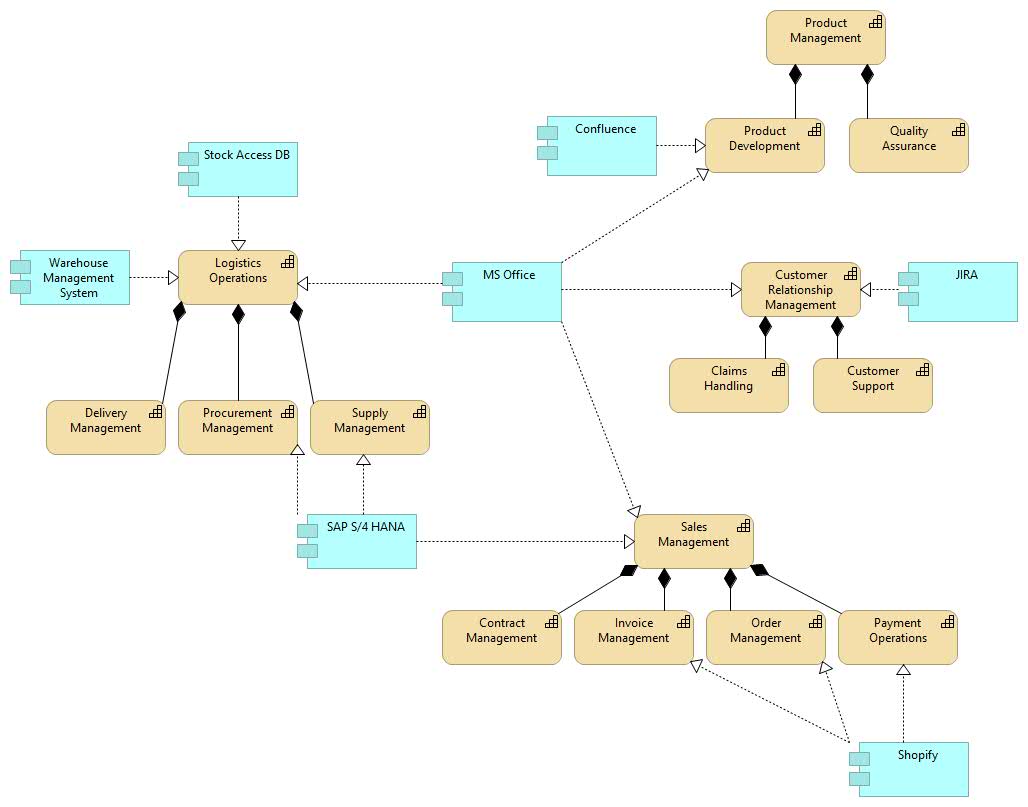 Product
Management
Confluence
Product
Development
Quality
Assurance
Stock Access DB
Warehouse
Management
System
Logistics
Operations
MS Office
Customer
Relationship
Management
JIRA
Claims
Handling
Customer
Support
Delivery
Management
Procurement
Management
Supply
Management
SAP S/4 HANA
Sales
Management
Contract
Management
Invoice
Management
Order
Management
Payment
Operations
Shopify